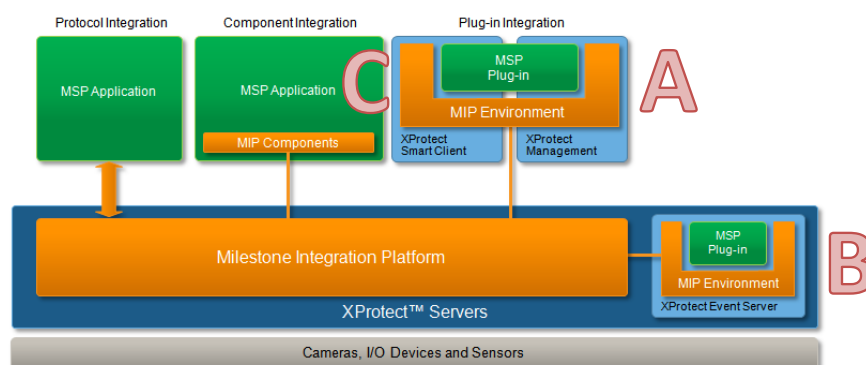 Protocol Integration
Component Integration
Plug-in Integration
MSP Application
MSP Application
MIP Components
C
MSP
Plug-in
MIP Environment
XProtect
Smart Client
XProtect
Management
A
Milestone Integration Platform
MSP
Plug-in
MIP Environment
XProtect Event Server
B
XProtect™ Servers
Cameras, I/O Devices and Sensors